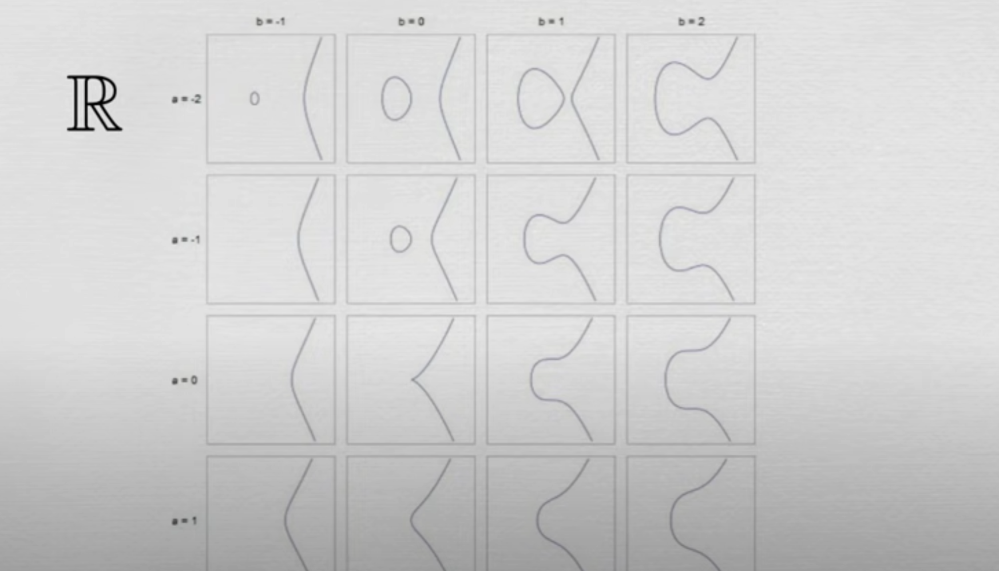 b = -1 b = 0 b = 1 b = 2
ℝ
a = -2
a = -1
a = 0
a = 1